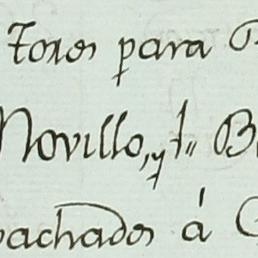 Toros para
Novillo, y 1"
pachados á